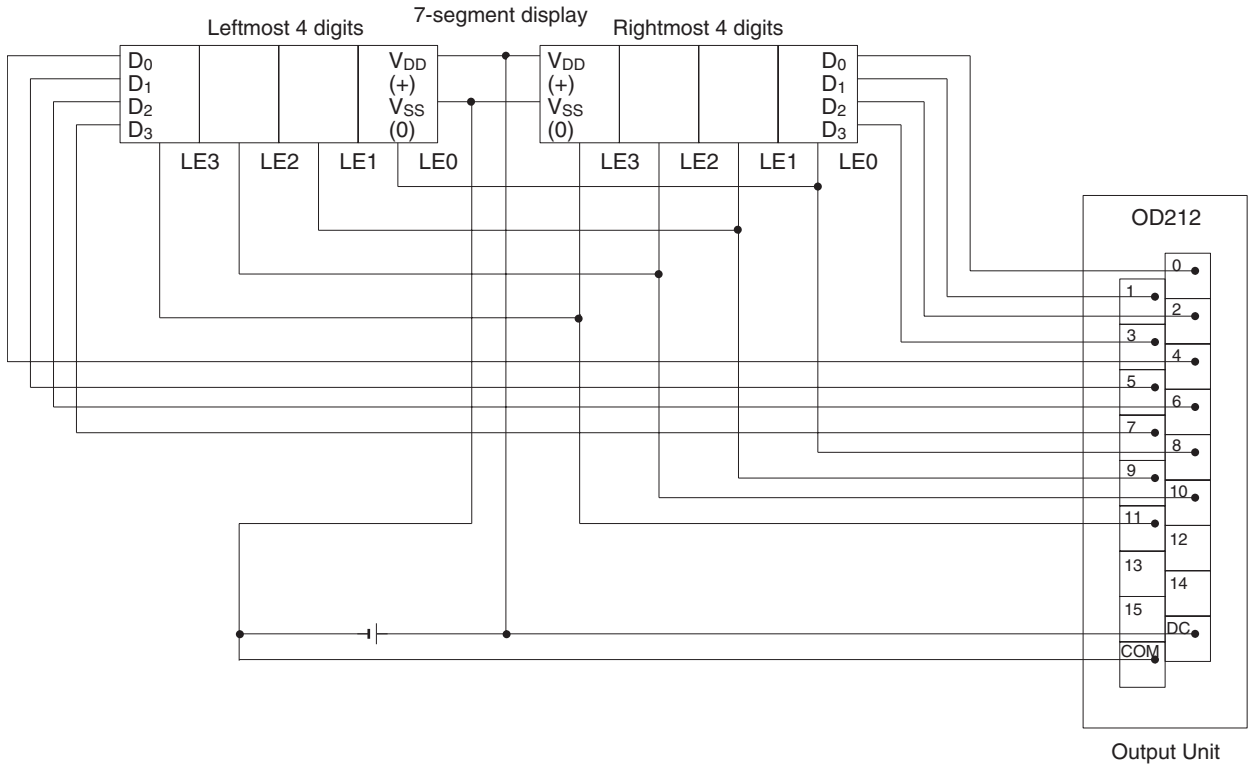 7-segment display
Leftmost 4 digits
Rightmost 4 digits
D0
D1
D2
D3
VDD
(+)
VSS
(0)
VDD
(+)
VSS
(0)
D0
D1
D2
D3
LE3 LE2 LE1 LE0
LE3 LE2 LE1 LE0
OD212
0
1
2
3
4
5
6
7
8
9
10
11
12
13
14
15
DC
COM
Output Unit